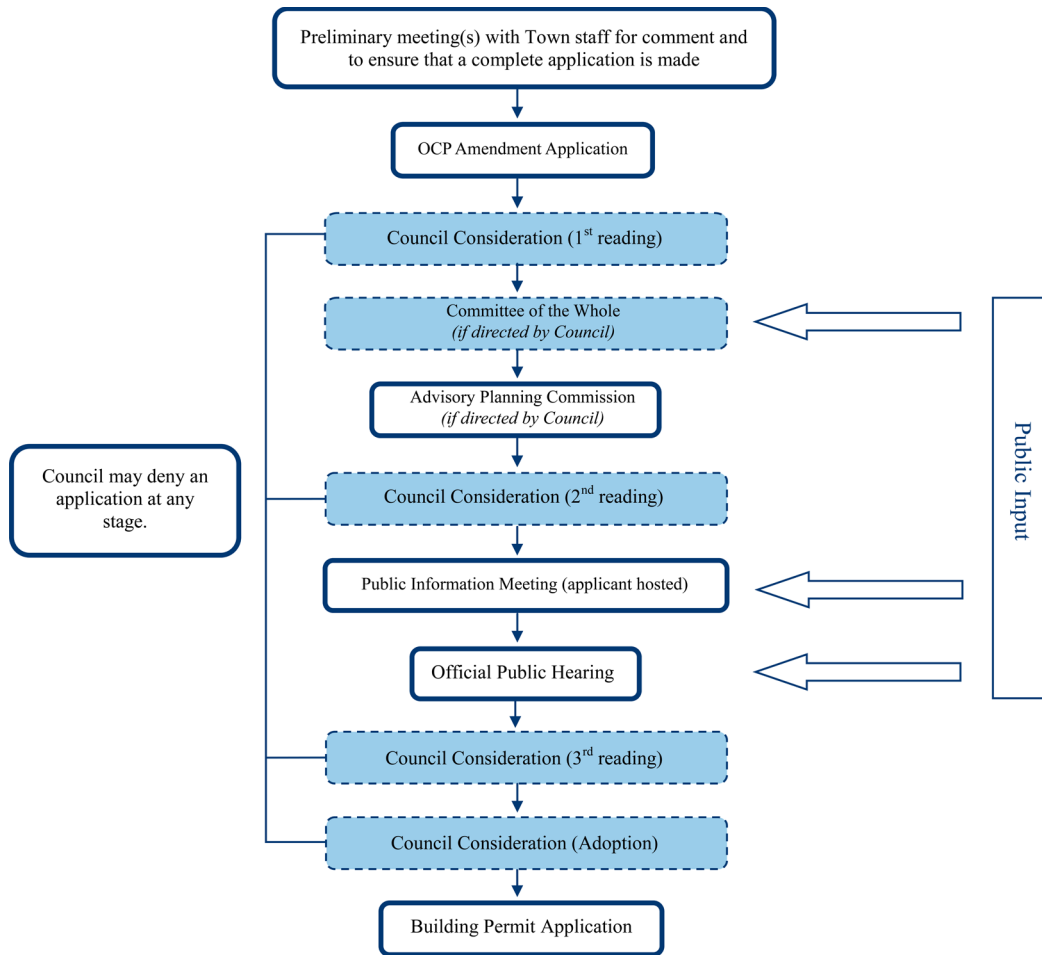 Preliminary meeting(s) with Town staff for comment and
to ensure that a complete application is made
OCP Amendment Application
Council Consideration (1st reading)
Committee of the Whole
(if directed by Council)
Advisory Planning Commission
(if directed by Council)
Council may deny an
application at any
stage.
Council Consideration (2nd reading)
Public Information Meeting (applicant hosted)
Official Public Hearing
Council Consideration (3rd reading)
Council Consideration (Adoption)
Building Permit Application
Public Input